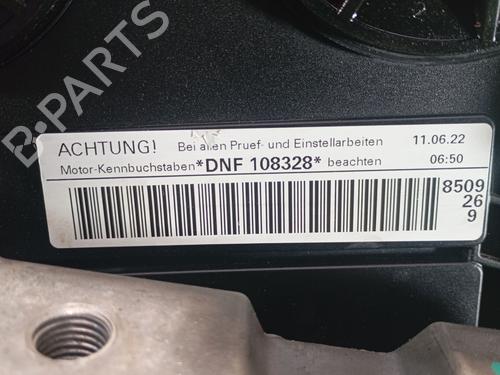 B-PARTS
ACHTUNG! Bei allen Pruef- und Einstellarbeiten 11.06.22
Motor-Kennbuchstaben *DNF 108328* beachten 06:50
8509
26
9